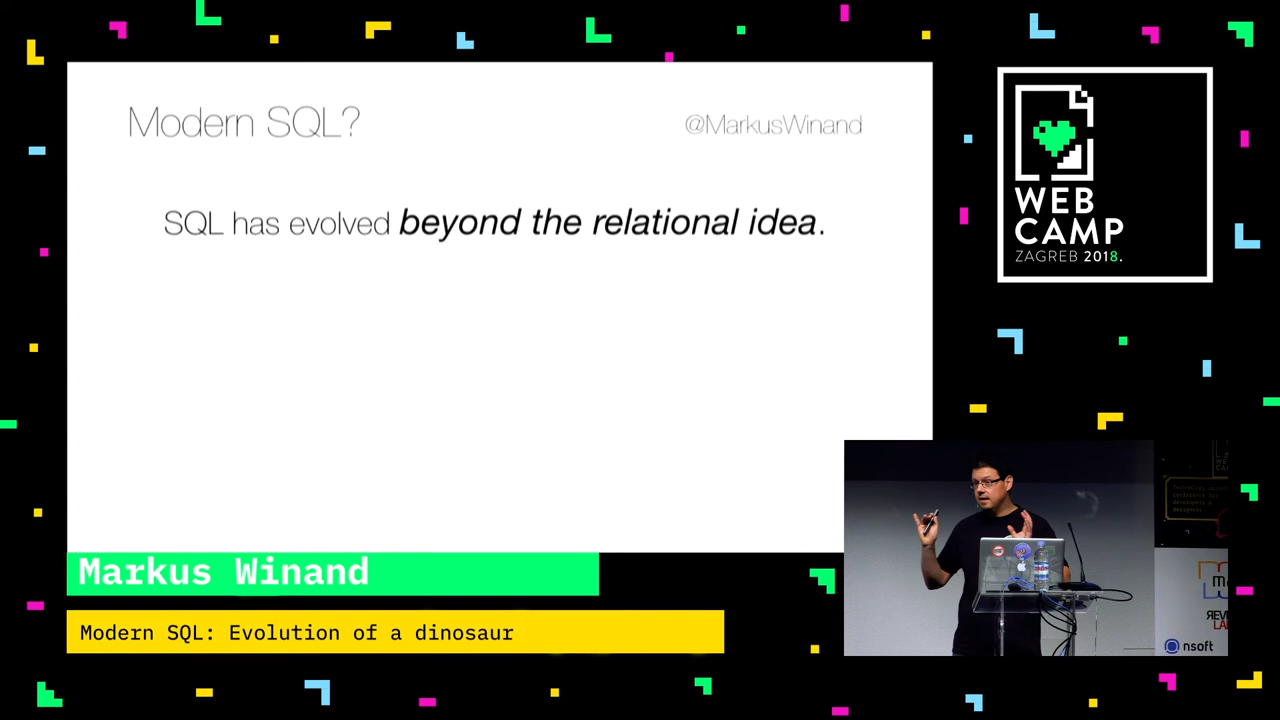 Modern SQL?
@MarkusWinand
SQL has evolved beyond the relational idea.
WEB
CAMP
ZAGREB 2018.
Markus Winand
Modern SQL: Evolution of a dinosaur
nsoft